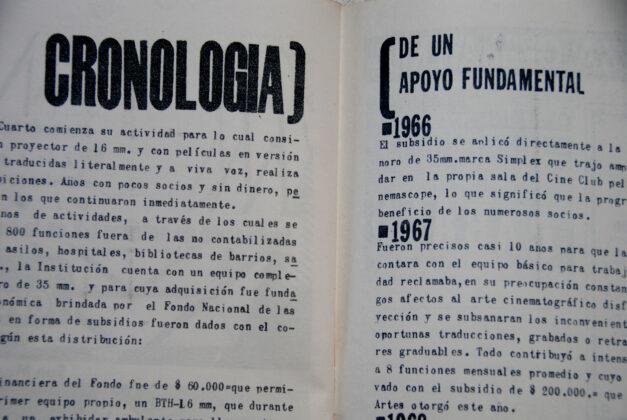 CRONOLOGIA)
Cuarto comienza su actividad para lo cual consi-
n proyector de 16 mm. y con películas en versión
traducidas literalmente y a viva voz, realiza
iciones. Años con pocos socios y sin dinero, pe
n los que continuaron inmediatamente.
nos de actividades, a través de los cuales se
800 funciones fuera de las no contabilizadas
asilos, hospitales, bibliotecas de barrios, sa
., la Institución cuenta con un equipo comple-
ro de 35 mm. y para cuya adquisición fue funda
onómica brindada por el Fondo Nacional de las
en forma de subsidios fueron dados con el co-
gún esta distribución:
inanciera del Fondo fue de $ 60.000= que permi-
rimer equipo propio, un BTH-16 mm, que durante
(DE UN
APOYO FUNDAMENTAL
■1966
El subsidio se aplicó directamente a la
noro de 35mm.marca Simplex que trajo amp
dar en la propia sala del Cine Club pel
nemascope, lo que significó que la progr
beneficio de los numerosos socios.
■1967
Fueron precisos casi 10 años para que la
contara con el equipo básico para trabaj
dad reclamaba,en su preocupación constan
gos afectos al arte cinematográfico disf
yección y se subsanaran los inconvenient
oportunas traducciones, grabados o retra
res graduables. Todo contribuyó a intens
a 8 funciones mensuales promedio y cuyo
vado con el subsidio de $ 200.000.= que
Artes otorgó este año.